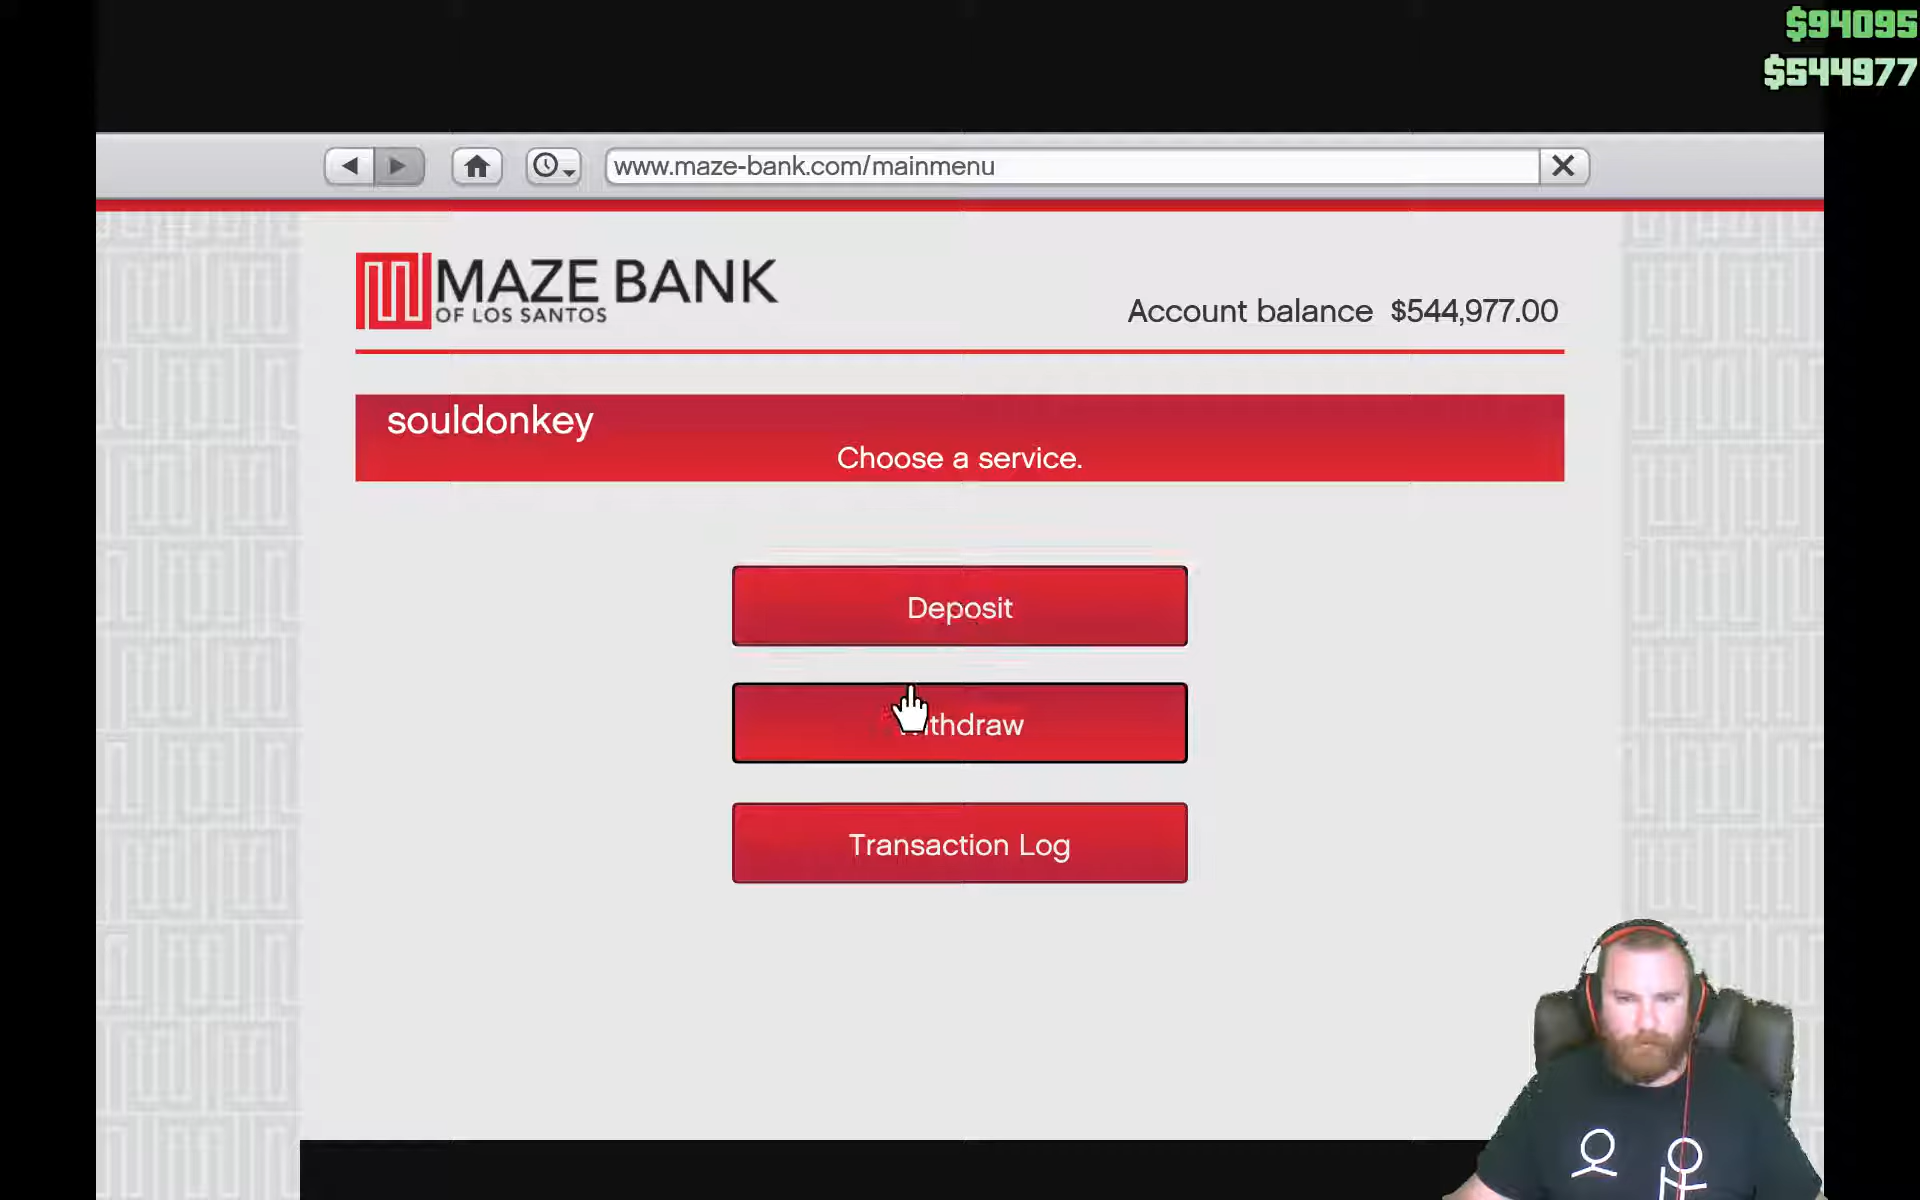 $94095
$544977
www.maze-bank.com/mainmenu
MAZE BANK
OF LOS SANTOS
Account balance $544,977.00
souldonkey
Choose a service.
Deposit
thdraw
Transaction Log